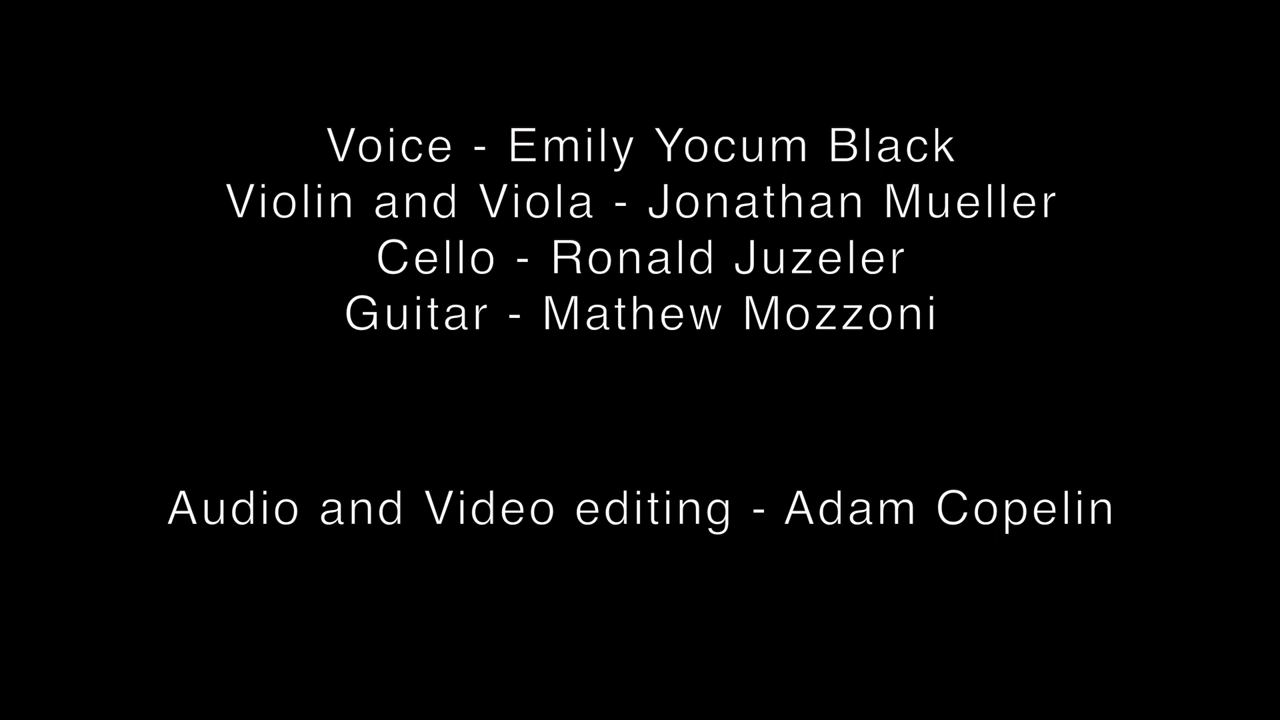 Voice - Emily Yocum Black
Violin and Viola - Jonathan Mueller
Cello - Ronald Juzeler
Guitar - Mathew Mozzoni
Audio and Video editing - Adam Copelin